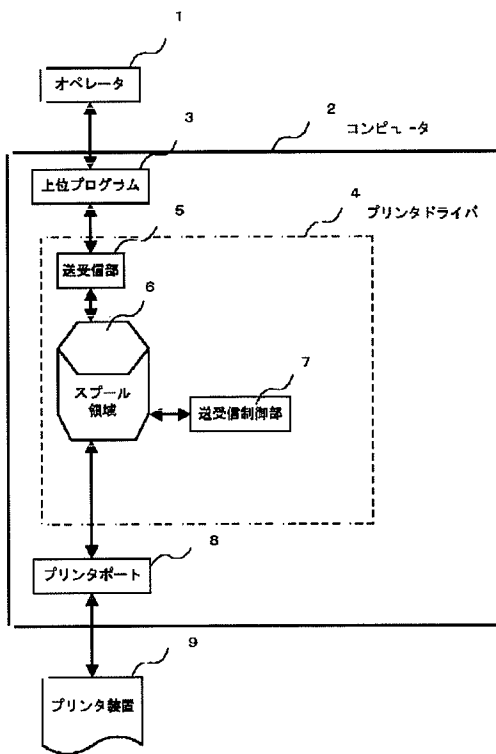 1
オペレータ
2
コンピュータ
3
上位プログラム
4
プリンタドライバ
5
送受信部
6
スプール
領域
7
送受信制御部
8
プリンタポート
9
プリンタ装置